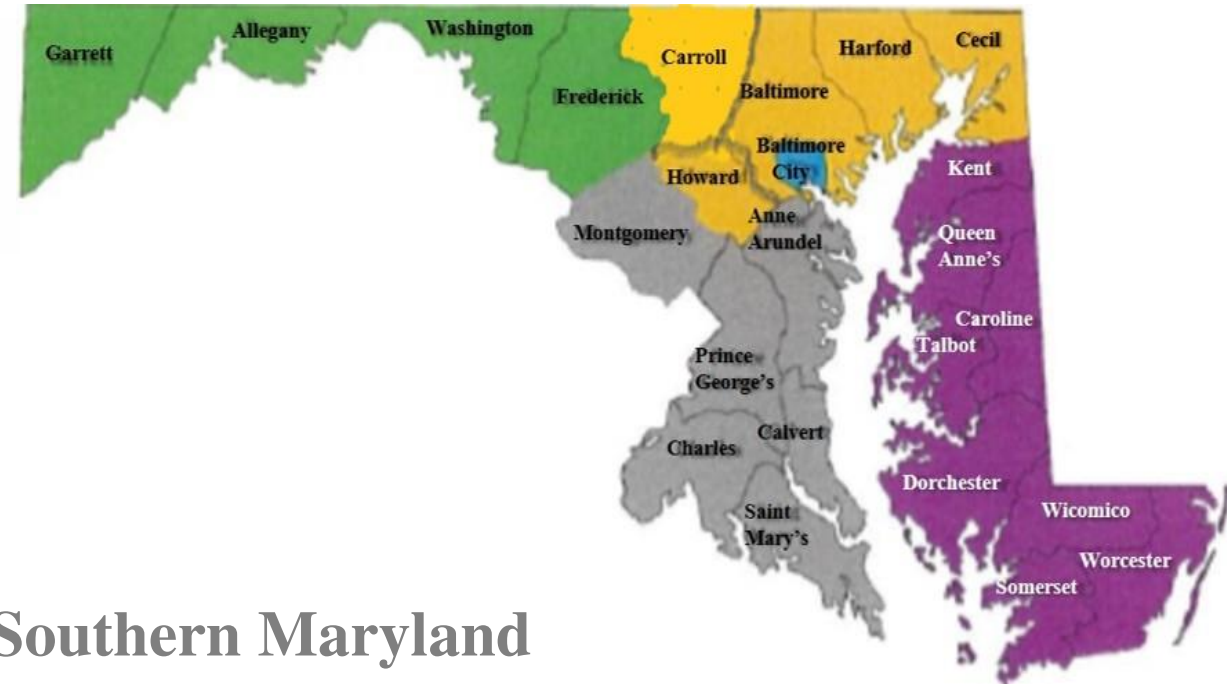 Garrett
Allegany
Washington
Frederick
Carroll
Harford
Cecil
Baltimore
Baltimore
City
Howard
Anne
Arundel
Montgomery
Kent
Queen
Anne’s
Caroline
Talbot
Prince
George’s
Charles
Calvert
Saint
Mary’s
Dorchester
Wicomico
Worcester
Somerset
Southern Maryland